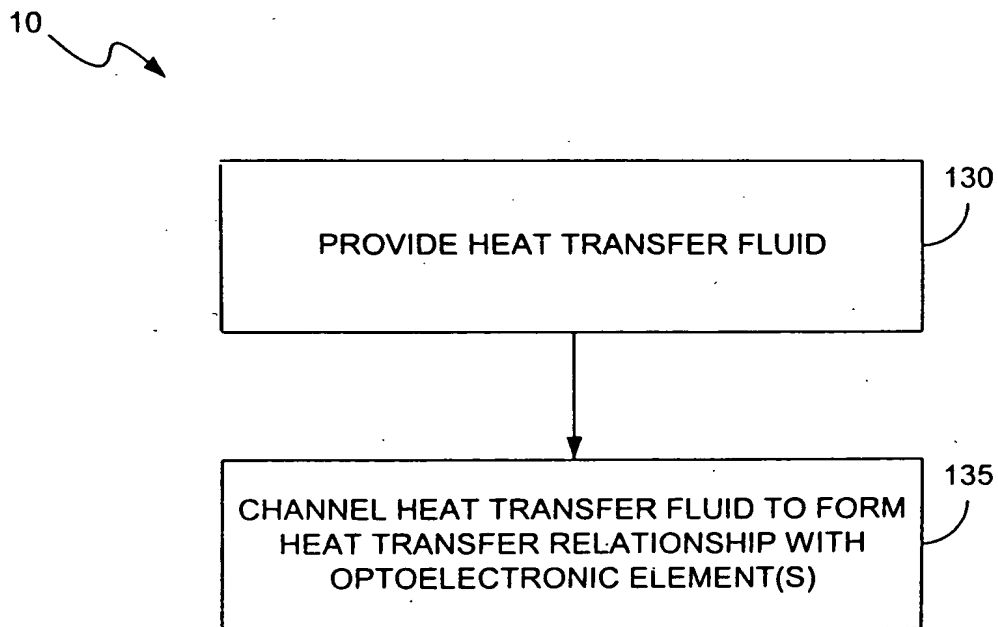 10
130
PROVIDE HEAT TRANSFER FLUID
135
CHANNEL HEAT TRANSFER FLUID TO FORM
HEAT TRANSFER RELATIONSHIP WITH
OPTOELECTRONIC ELEMENT(S)